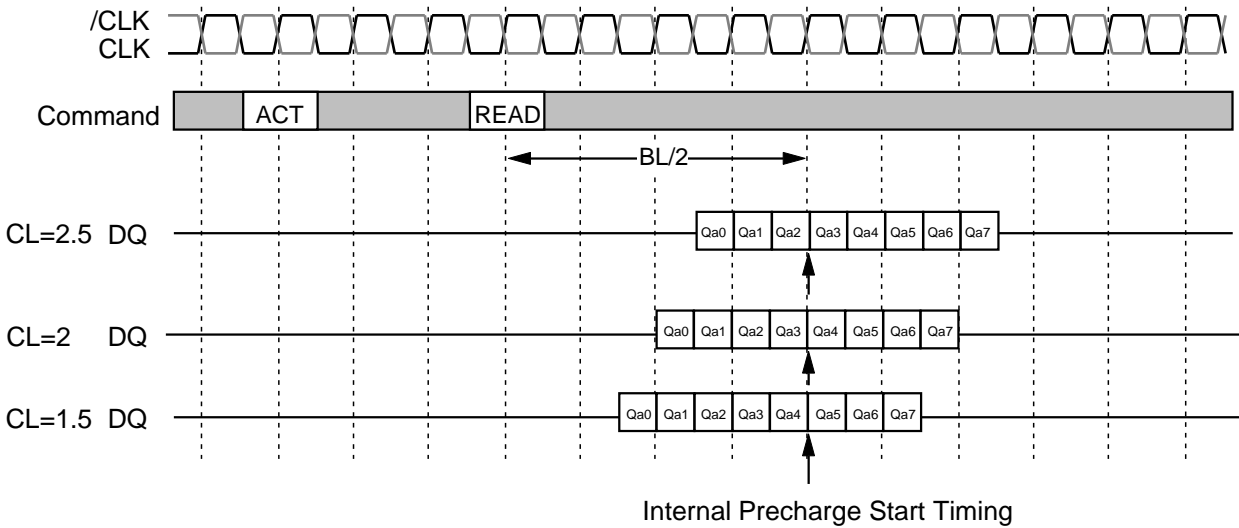 /CLK
CLK
Command ACT READ
BL/2
CL=2.5 DQ Qa0 Qa1 Qa2 Qa3 Qa4 Qa5 Qa6 Qa7
CL=2 DQ Qa0 Qa1 Qa2 Qa3 Qa4 Qa5 Qa6 Qa7
CL=1.5 DQ Qa0 Qa1 Qa2 Qa3 Qa4 Qa5 Qa6 Qa7
Internal Precharge Start Timing